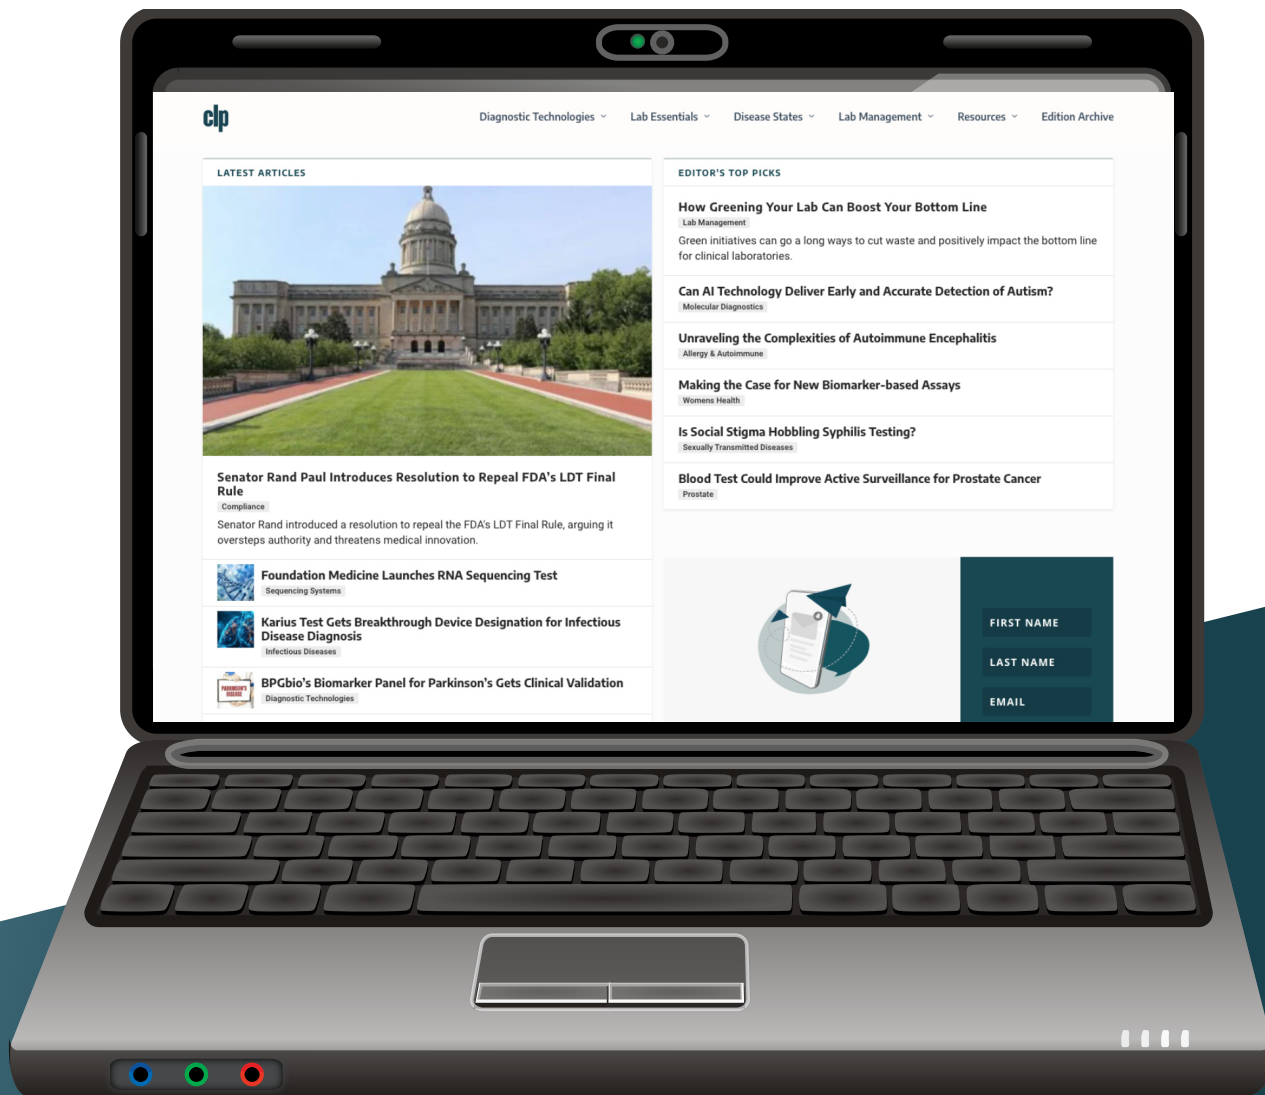 clp
Diagnostic Technologies
Lab Essentials
Disease States
Lab Management
Resources
Edition Archive
LATEST ARTICLES
Senator Rand Paul Introduces Resolution to Repeal FDA's LDT Final
Rule
Compliance
Senator Rand introduced a resolution to repeal the FDA's LDT Final Rule, arguing it
oversteps authority and threatens medical innovation.
Foundation Medicine Launches RNA Sequencing Test
Sequencing Systems
Karius Test Gets Breakthrough Device Designation for Infectious
Disease Diagnosis
Infectious Diseases
PARKINSON'S
DISEASE
BPGbio's Biomarker Panel for Parkinson's Gets Clinical Validation
Diagnostic Technologies
EDITOR'S TOP PICKS
How Greening Your Lab Can Boost Your Bottom Line
Lab Management
Green initiatives can go a long ways to cut waste and positively impact the bottom line
for clinical laboratories.
Can AI Technology Deliver Early and Accurate Detection of Autism?
Molecular Diagnostics
Unraveling the Complexities of Autoimmune Encephalitis
Allergy & Autoimmune
Making the Case for New Biomarker-based Assays
Womens Health
Is Social Stigma Hobbling Syphilis Testing?
Sexually Transmitted Diseases
Blood Test Could Improve Active Surveillance for Prostate Cancer
Prostate
FIRST NAME
LAST NAME
EMAIL